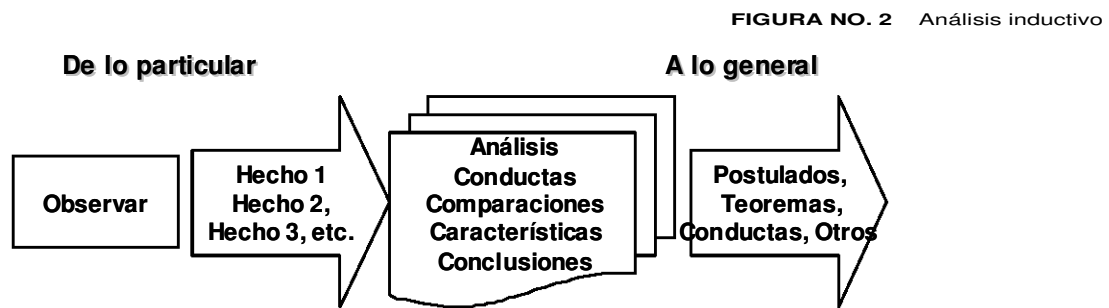 FIGURA NO. 2 Análisis inductivo
De lo particular
A lo general
Observar
Hecho 1
Hecho 2,
Hecho 3, etc.
Análisis
Conductas
Comparaciones
Características
Conclusiones
Postulados,
Teoremas,
Conductas, Otros